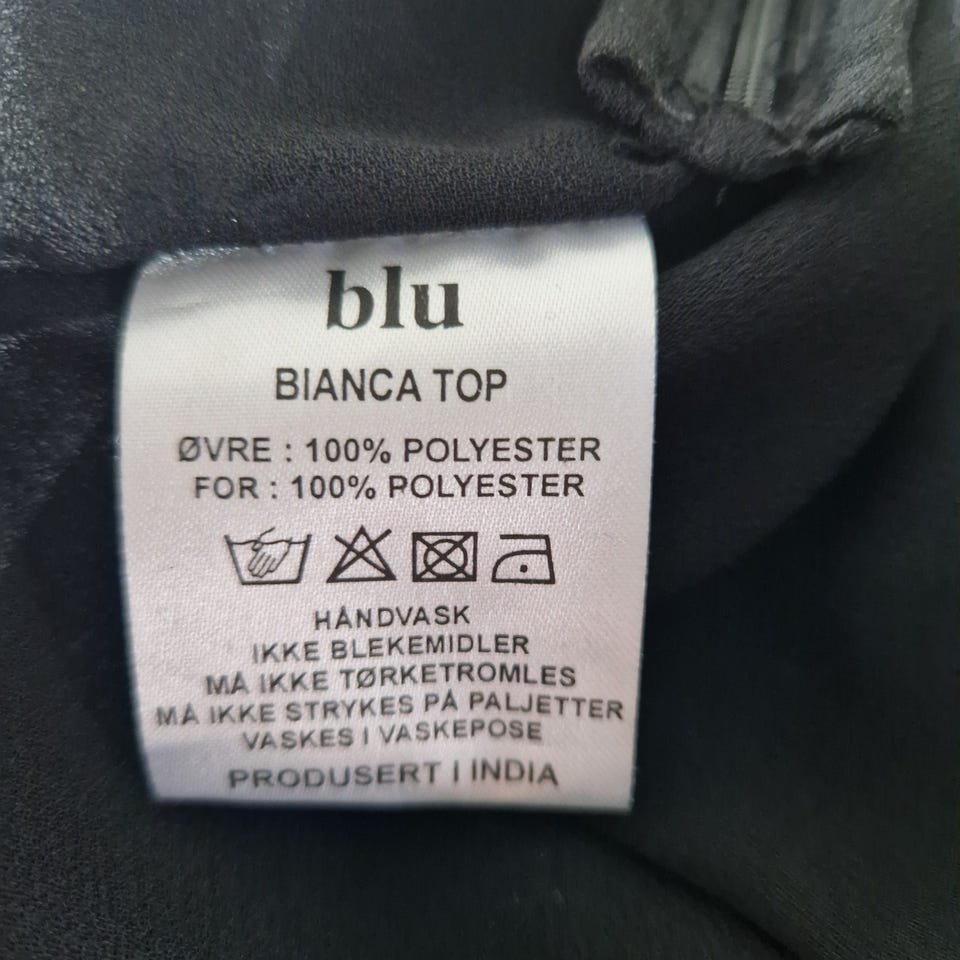 blu
BIANCA TOP
ØVRE : 100% POLYESTER
FOR : 100% POLYESTER
HÅNDVASK
IKKE BLEKEMIDLER
MÅ IKKE TØRKETROMLES
MÅ IKKE STRYKES PÅ PALJETTER
VASKES I VASKEPOSE
PRODUSERT I INDIA